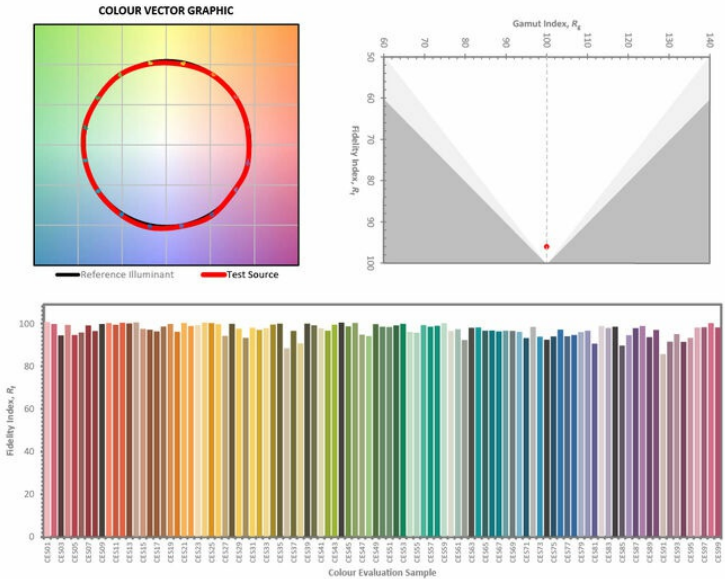 COLOUR VECTOR GRAPHIC
Reference Illuminant
Test Source
Gamut Index, Rg
60 70 80 90 100 110 120 130 140
Fidelity Index, Rf
50
60
70
80
90
100
Fidelity Index, Rf
100
80
60
40
20
0
CES01 CES03 CES05 CES07 CES09 CES11 CES13 CES15 CES17 CES19 CES21 CES23 CES25 CES27 CES29 CES31 CES33 CES35 CES37 CES39 CES41 CES43 CES45 CES47 CES49 CES51 CES53 CES55 CES57 CES59 CES61 CES63 CES65 CES67 CES69 CES71 CES73 CES75 CES77 CES79 CES81 CES83 CES85 CES87 CES89 CES91 CES93 CES95 CES97 CES99
Colour Evaluation Sample